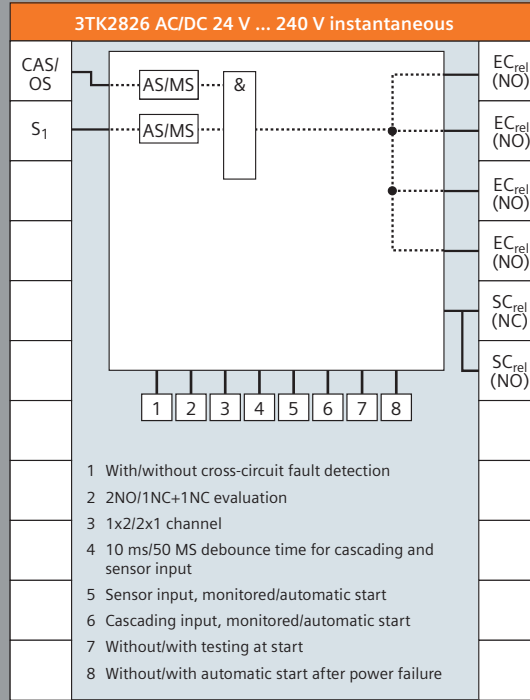 3TK2826 AC/DC 24 V ... 240 V instantaneous
CAS/
OS
S1
AS/MS
AS/MS
&
ECrel
(NO)
ECrel
(NO)
ECrel
(NO)
ECrel
(NO)
SCrel
(NC)
SCrel
(NO)
1 2 3 4 5 6 7 8
1 With/without cross-circuit fault detection
2 2NO/1NC+1NC evaluation
3 1x2/2x1 channel
4 10 ms/50 MS debounce time for cascading and
sensor input
5 Sensor input, monitored/automatic start
6 Cascading input, monitored/automatic start
7 Without/with testing at start
8 Without/with automatic start after power failure